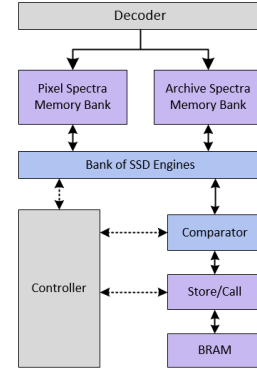 Decoder
Pixel Spectra
Memory Bank
Archive Spectra
Memory Bank
Bank of SSD Engines
Comparator
Controller
Store/Call
BRAM